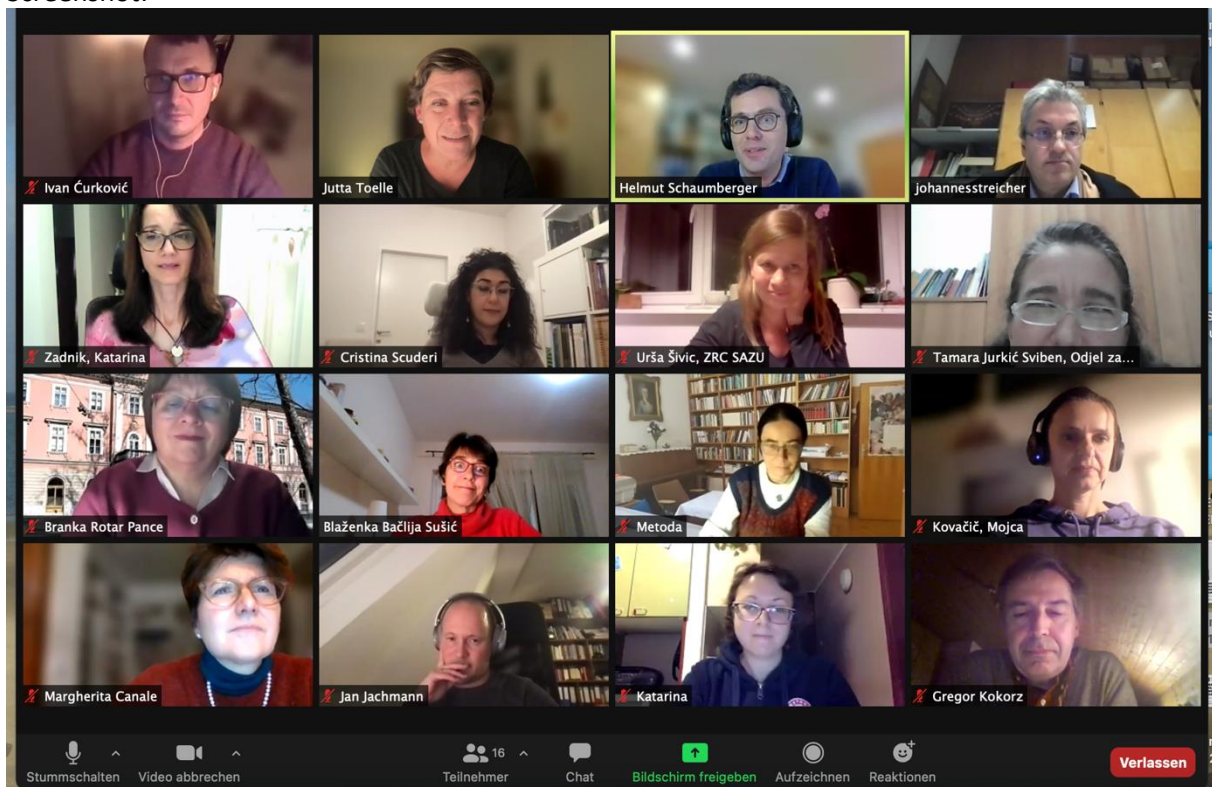 Ivan Ćurković
Jutta Toelle
Helmut Schaumberger
johannesstreicher
Zadnik, Katarina
Cristina Scuderi
Urša Šivic, ZRC SAZU
Tamara Jurkić Sviben, Odjel za...
Branka Rotar Pance
Blaženka Bačlija Sušić
Metoda
Kovačič, Mojca
Margherita Canale
Jan Jachmann
Katarina
Gregor Kokorz
16
Stummschalten
Video abbrechen
Teilnehmer
Chat
Bildschirm freigeben
Aufzeichnen
Reaktionen
Verlassen